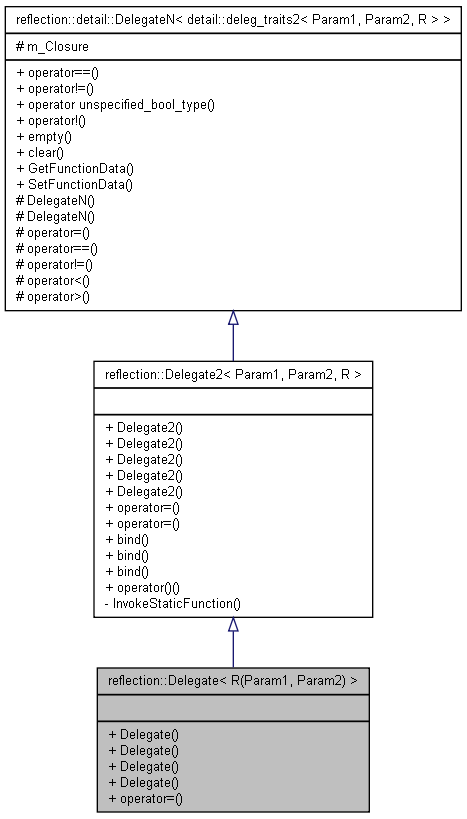 reflection::detail::DelegateN< detail::deleg_traits2< Param1, Param2, R > >
# m_Closure
+ operator==()
+ operator!=()
+ operator unspecified_bool_type()
+ operator!()
+ empty()
+ clear()
+ GetFunctionData()
+ SetFunctionData()
# DelegateN()
# DelegateN()
# operator=()
# operator==()
# operator!=()
# operator<()
# operator>()
reflection::Delegate2< Param1, Param2, R >
+ Delegate2()
+ Delegate2()
+ Delegate2()
+ Delegate2()
+ Delegate2()
+ operator=()
+ operator=()
+ bind()
+ bind()
+ bind()
+ operator()()
- InvokeStaticFunction()
reflection::Delegate< R(Param1, Param2) >
+ Delegate()
+ Delegate()
+ Delegate()
+ Delegate()
+ operator=()